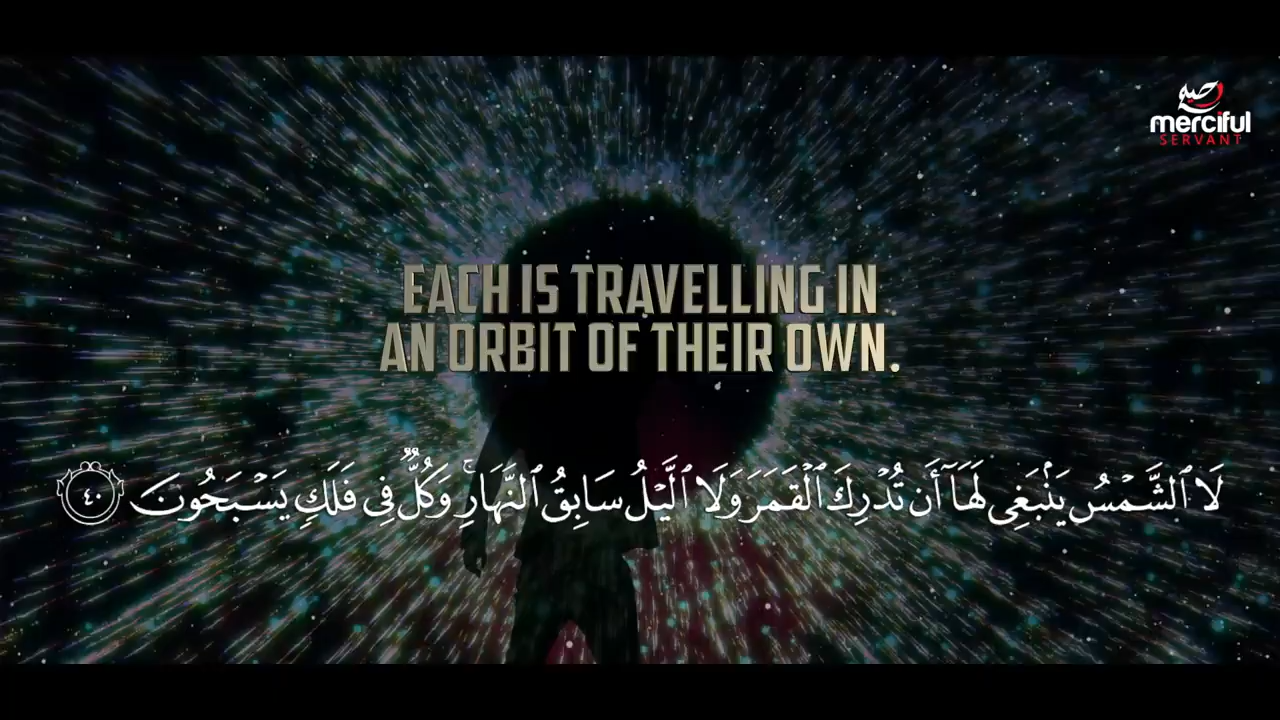 merciful
SERVANT
EACH IS TRAVELLING IN
AN ORBIT OF THEIR OWN.
لَا ٱلشَّمْسُ يَنۢبَغِى لَهَآ أَن تُدْرِكَ ٱلْقَمَرَ وَلَا ٱلَّيْلُ سَابِقُ ٱلنَّهَارِ ۚ وَكُلٌّ فِى فَلَكٍ يَسْبَحُونَ ٤٠